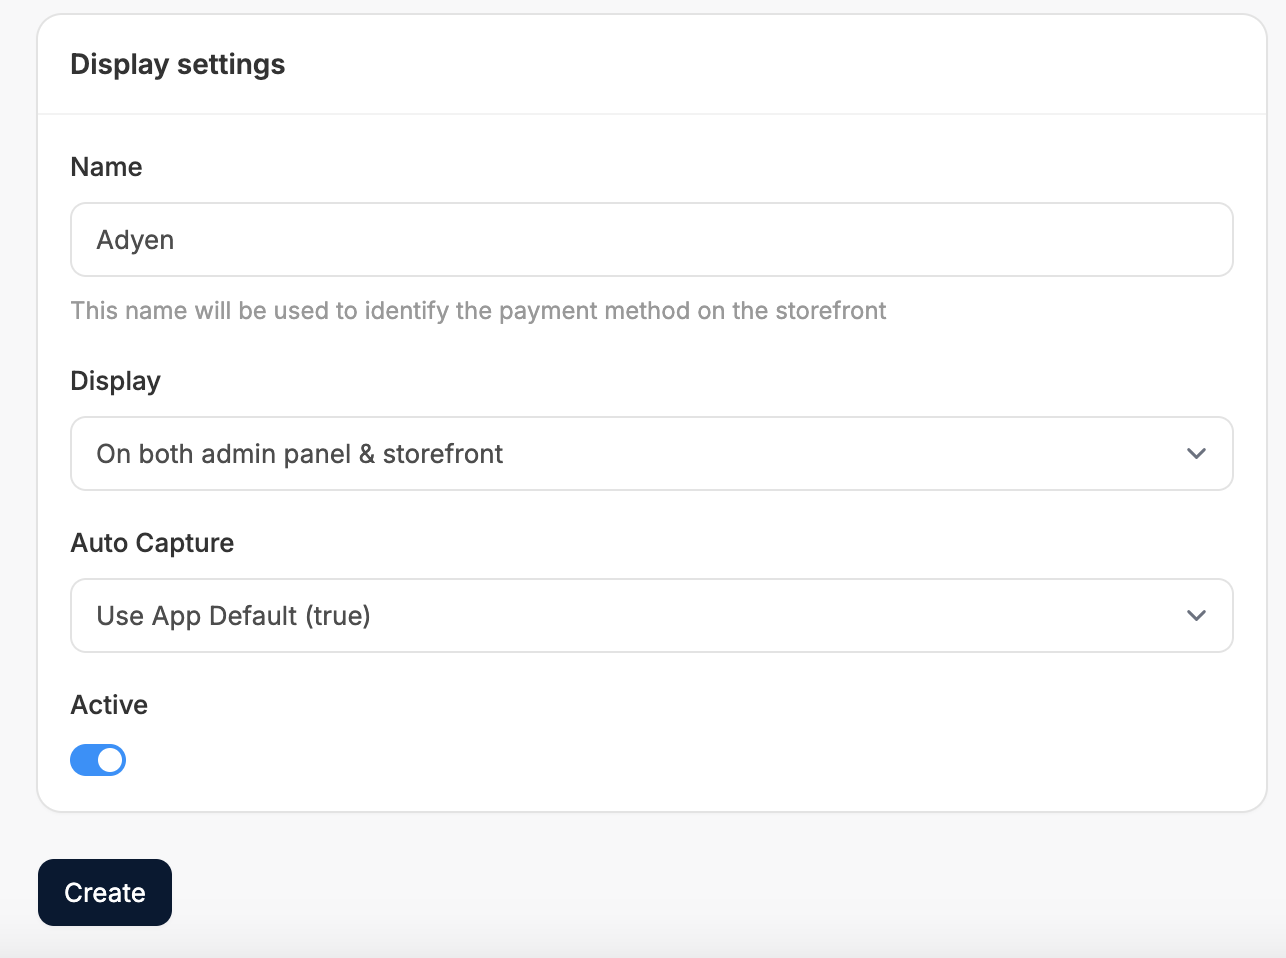 Display settings
Name
Adyen
This name will be used to identify the payment method on the storefront
Display
On both admin panel & storefront
Auto Capture
Use App Default (true)
Active
Create